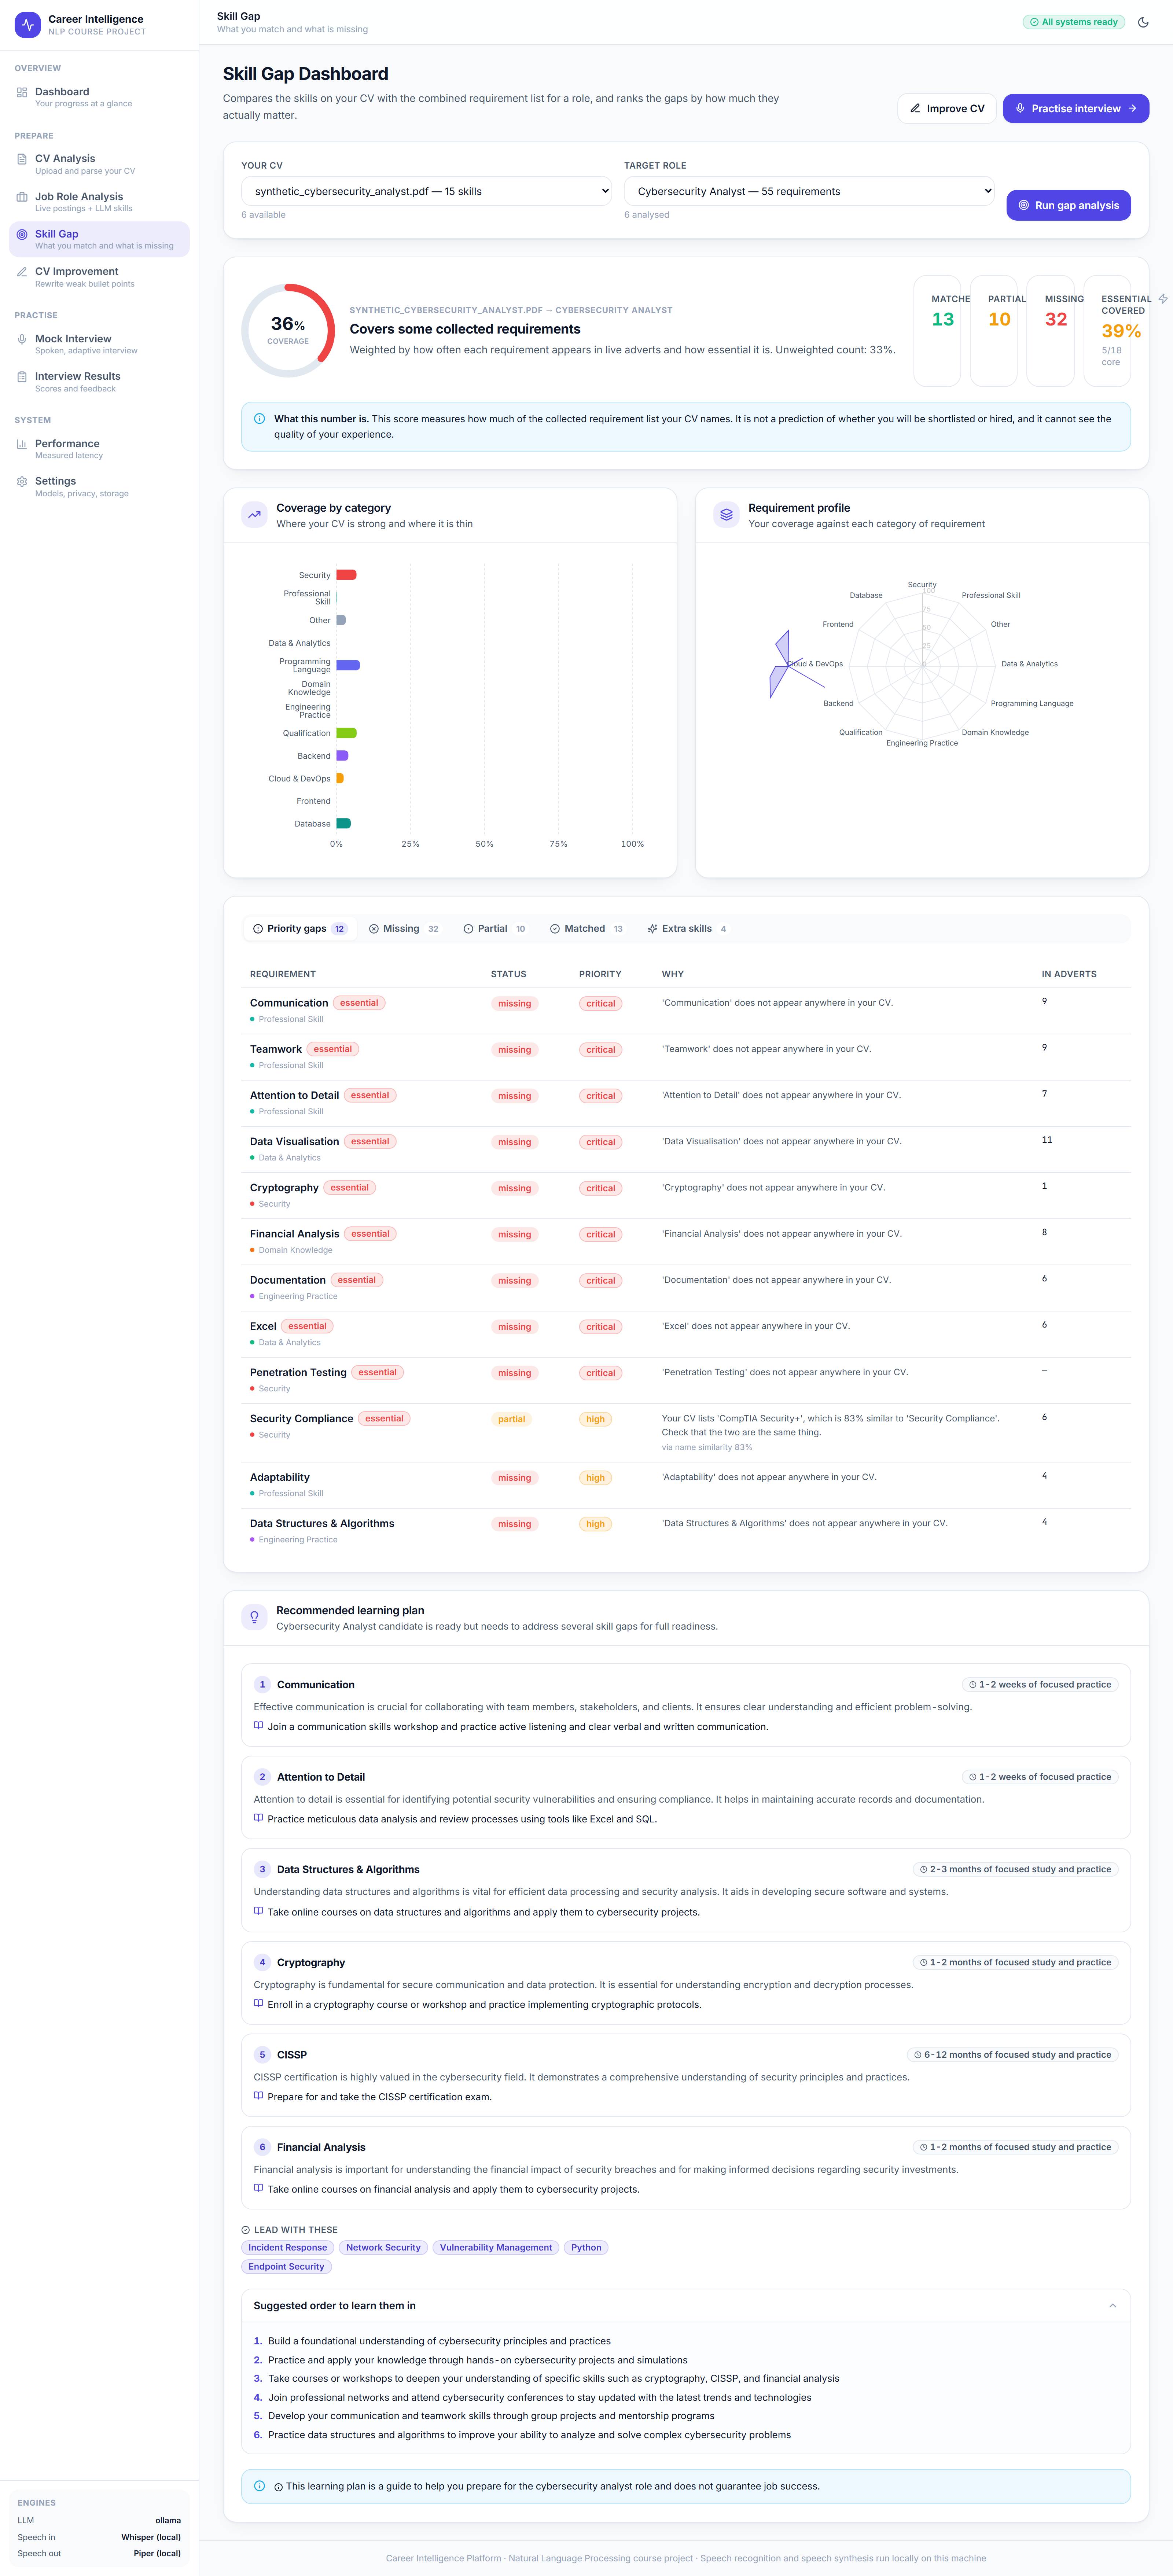 Career Intelligence
NLP COURSE PROJECT
OVERVIEW
Dashboard
Your progress at a glance
PREPARE
CV Analysis
Upload and parse your CV
Job Role Analysis
Live postings + LLM skills
Skill Gap
What you match and what is missing
CV Improvement
Rewrite weak bullet points
PRACTISE
Mock Interview
Spoken, adaptive interview
Interview Results
Scores and feedback
SYSTEM
Performance
Measured latency
Settings
Models, privacy, storage
ENGINES
LLM ollama
Speech in Whisper (local)
Speech out Piper (local)
Skill Gap
What you match and what is missing
All systems ready
Skill Gap Dashboard
Compares the skills on your CV with the combined requirement list for a role, and ranks the gaps by how much they
actually matter.
Improve CV
Practise interview
YOUR CV
synthetic_cybersecurity_analyst.pdf — 15 skills
6 available
TARGET ROLE
Cybersecurity Analyst — 55 requirements
6 analysed
Run gap analysis
36%
COVERAGE
SYNTHETIC_CYBERSECURITY_ANALYST.PDF → CYBERSECURITY ANALYST
Covers some collected requirements
Weighted by how often each requirement appears in live adverts and how essential it is. Unweighted count: 33%.
MATCHE
13
PARTIAL
10
MISSING
32
ESSENTIAL
COVERED
39%
5/18
core
What this number is. This score measures how much of the collected requirement list your CV names. It is not a prediction of whether you will be shortlisted or hired, and it cannot see the
quality of your experience.
Coverage by category
Where your CV is strong and where it is thin
Security
Professional
Skill
Other
Data & Analytics
Programming
Language
Domain
Knowledge
Engineering
Practice
Qualification
Backend
Cloud & DevOps
Frontend
Database
0% 25% 50% 75% 100%
Requirement profile
Your coverage against each category of requirement
Security
Professional Skill
Other
Data & Analytics
Programming Language
Domain Knowledge
Engineering Practice
Qualification
Backend
Cloud & DevOps
Frontend
Database
100
75
50
25
0
Priority gaps 12
Missing 32
Partial 10
Matched 13
Extra skills 4
REQUIREMENT STATUS PRIORITY WHY IN ADVERTS
Communication essential missing critical 'Communication' does not appear anywhere in your CV. 9
Professional Skill
Teamwork essential missing critical 'Teamwork' does not appear anywhere in your CV. 9
Professional Skill
Attention to Detail essential missing critical 'Attention to Detail' does not appear anywhere in your CV. 7
Professional Skill
Data Visualisation essential missing critical 'Data Visualisation' does not appear anywhere in your CV. 11
Data & Analytics
Cryptography essential missing critical 'Cryptography' does not appear anywhere in your CV. 1
Security
Financial Analysis essential missing critical 'Financial Analysis' does not appear anywhere in your CV. 8
Domain Knowledge
Documentation essential missing critical 'Documentation' does not appear anywhere in your CV. 6
Engineering Practice
Excel essential missing critical 'Excel' does not appear anywhere in your CV. 6
Data & Analytics
Penetration Testing essential missing critical 'Penetration Testing' does not appear anywhere in your CV. —
Security
Security Compliance essential partial high Your CV lists 'CompTIA Security+', which is 83% similar to 'Security Compliance'. 6
Security Check that the two are the same thing.
via name similarity 83%
Adaptability missing high 'Adaptability' does not appear anywhere in your CV. 4
Professional Skill
Data Structures & Algorithms missing high 'Data Structures & Algorithms' does not appear anywhere in your CV. 4
Engineering Practice
Recommended learning plan
Cybersecurity Analyst candidate is ready but needs to address several skill gaps for full readiness.
1 Communication 1-2 weeks of focused practice
Effective communication is crucial for collaborating with team members, stakeholders, and clients. It ensures clear understanding and efficient problem-solving.
Join a communication skills workshop and practice active listening and clear verbal and written communication.
2 Attention to Detail 1-2 weeks of focused practice
Attention to detail is essential for identifying potential security vulnerabilities and ensuring compliance. It helps in maintaining accurate records and documentation.
Practice meticulous data analysis and review processes using tools like Excel and SQL.
3 Data Structures & Algorithms 2-3 months of focused study and practice
Understanding data structures and algorithms is vital for efficient data processing and security analysis. It aids in developing secure software and systems.
Take online courses on data structures and algorithms and apply them to cybersecurity projects.
4 Cryptography 1-2 months of focused study and practice
Cryptography is fundamental for secure communication and data protection. It is essential for understanding encryption and decryption processes.
Enroll in a cryptography course or workshop and practice implementing cryptographic protocols.
5 CISSP 6-12 months of focused study and practice
CISSP certification is highly valued in the cybersecurity field. It demonstrates a comprehensive understanding of security principles and practices.
Prepare for and take the CISSP certification exam.
6 Financial Analysis 1-2 months of focused study and practice
Financial analysis is important for understanding the financial impact of security breaches and for making informed decisions regarding security investments.
Take online courses on financial analysis and apply them to cybersecurity projects.
LEAD WITH THESE
Incident Response Network Security Vulnerability Management Python
Endpoint Security
Suggested order to learn them in
1. Build a foundational understanding of cybersecurity principles and practices
2. Practice and apply your knowledge through hands-on cybersecurity projects and simulations
3. Take courses or workshops to deepen your understanding of specific skills such as cryptography, CISSP, and financial analysis
4. Join professional networks and attend cybersecurity conferences to stay updated with the latest trends and technologies
5. Develop your communication and teamwork skills through group projects and mentorship programs
6. Practice data structures and algorithms to improve your ability to analyze and solve complex cybersecurity problems
This learning plan is a guide to help you prepare for the cybersecurity analyst role and does not guarantee job success.
Career Intelligence Platform · Natural Language Processing course project · Speech recognition and speech synthesis run locally on this machine